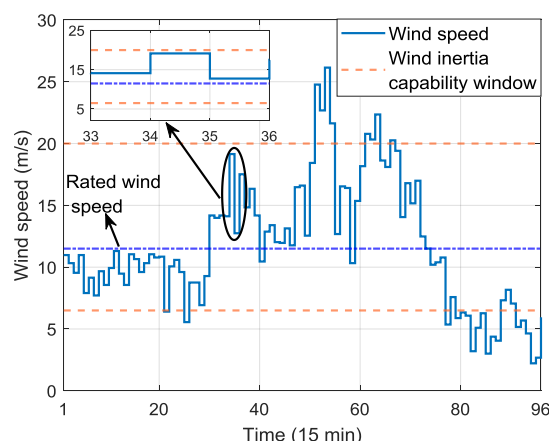 30
25
20
15
10
5
0
Wind speed (m/s)
25
15
5
33 34 35 36
Wind speed
Wind inertia
capability window
Rated wind
speed
1 20 40 60 80 96
Time (15 min)